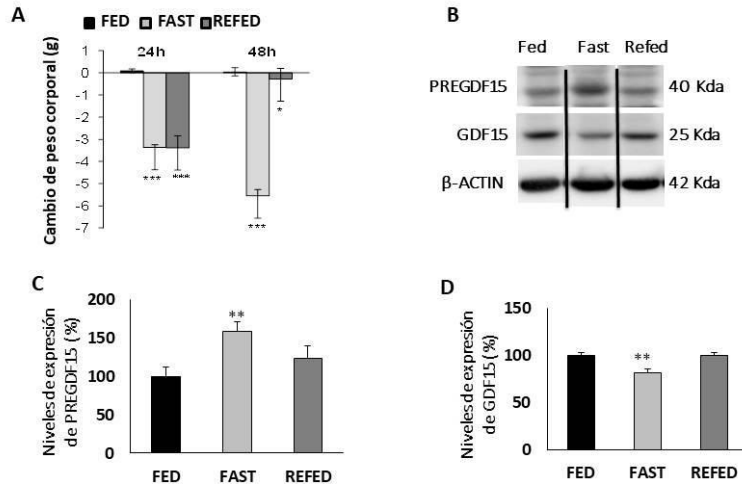 A
FED FAST REFED
24h 48h
Cambio de peso corporal (g)
1
0
-1
-2
-3
-4
-5
-6
-7
*** *** *** *
B
Fed Fast Refed
PREGDF15 40 Kda
GDF15 25 Kda
β-ACTIN 42 Kda
C
Niveles de expresión
de PREGDF15 (%)
200
150
100
50
0
**
FED FAST REFED
D
Niveles de expresión
de GDF15 (%)
150
100
50
0
**
FED FAST REFED